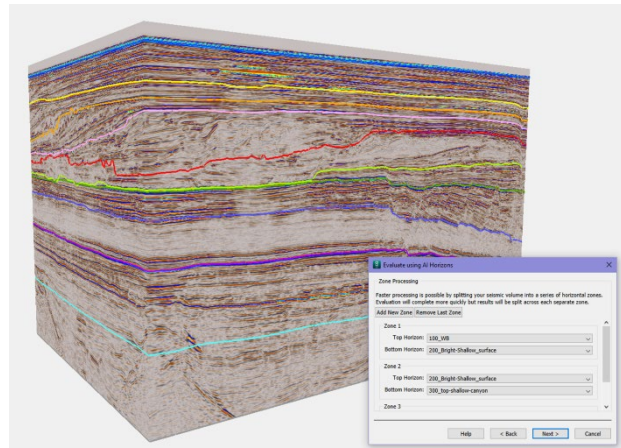 Evaluate using AI Horizons
Zone Processing
Faster processing is possible by splitting your seismic volume into a series of horizontal zones.
Evaluation will complete more quickly but results will be split across each separate zone.
Add New Zone Remove Last Zone
Zone 1
Top Horizon: 100_WB
Bottom Horizon: 200_Bright-Shallow_surface
Zone 2
Top Horizon: 200_Bright-Shallow_surface
Bottom Horizon: 300_top-shallow-canyon
Zone 3
Help < Back Next > Cancel